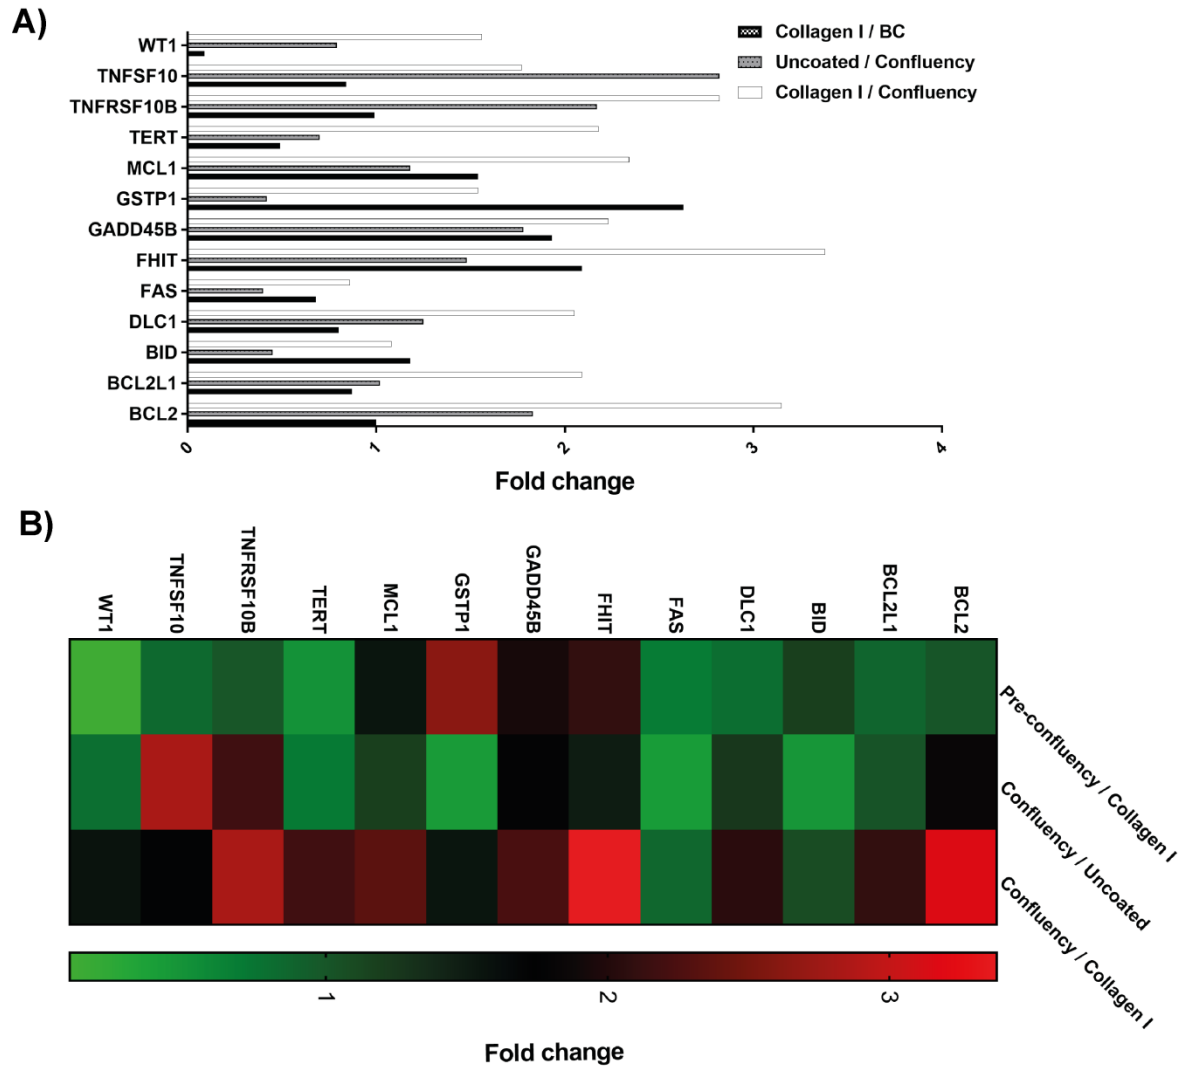 A)
WT1
TNFSF10
TNFRSF10B
TERT
MCL1
GSTP1
GADD45B
FHIT
FAS
DLC1
BID
BCL2L1
BCL2
Collagen I / BC
Uncoated / Confluency
Collagen I / Confluency
0 1 2 3 4
Fold change
B)
WT1
TNFSF10
TNFRSF10B
TERT
MCL1
GSTP1
GADD45B
FHIT
FAS
DLC1
BID
BCL2L1
BCL2
Pre-confluency / Collagen I
Confluency / Uncoated
Confluency / Collagen I
1 2 3
Fold change